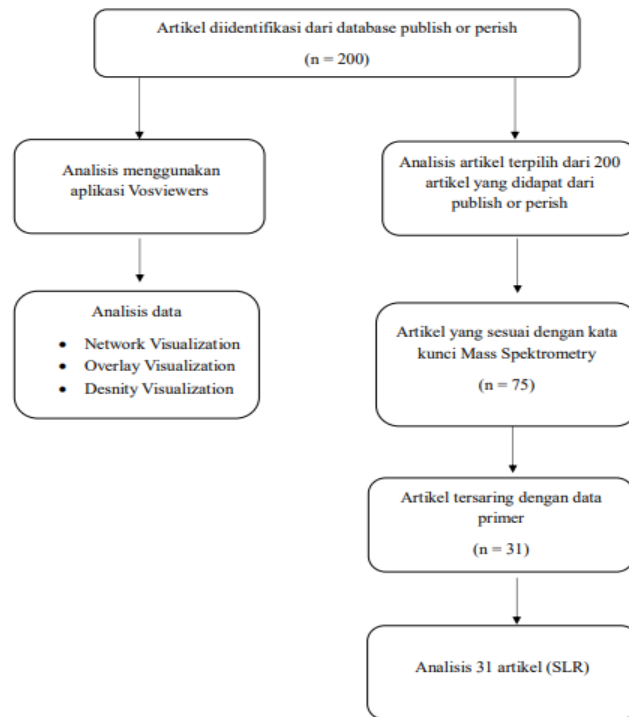 Artikel diidentifikasi dari database publish or perish
(n = 200)
Analisis menggunakan
aplikasi Vosviewers
Analisis data
• Network Visualization
• Overlay Visualization
• Desnity Visualization
Analisis artikel terpilih dari 200
artikel yang didapat dari
publish or perish
Artikel yang sesuai dengan kata
kunci Mass Spektrometry
(n = 75)
Artikel tersaring dengan data
primer
(n = 31)
Analisis 31 artikel (SLR)